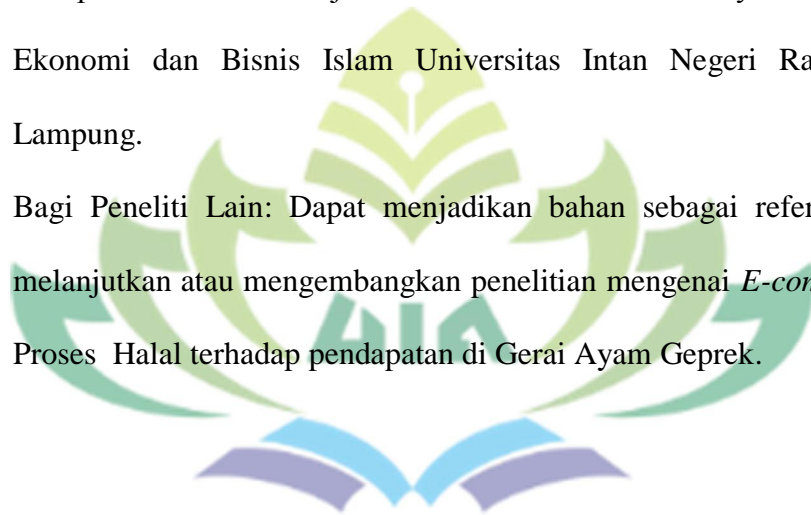 Ekonomi dan Bisnis Islam Universitas Intan Negeri
Lampung.
Bagi Peneliti Lain: Dapat menjadikan bahan sebagai
melanjutkan atau mengembangkan penelitian mengenai
Proses Halal terhadap pendapatan di Gerai Ayam Geprek.